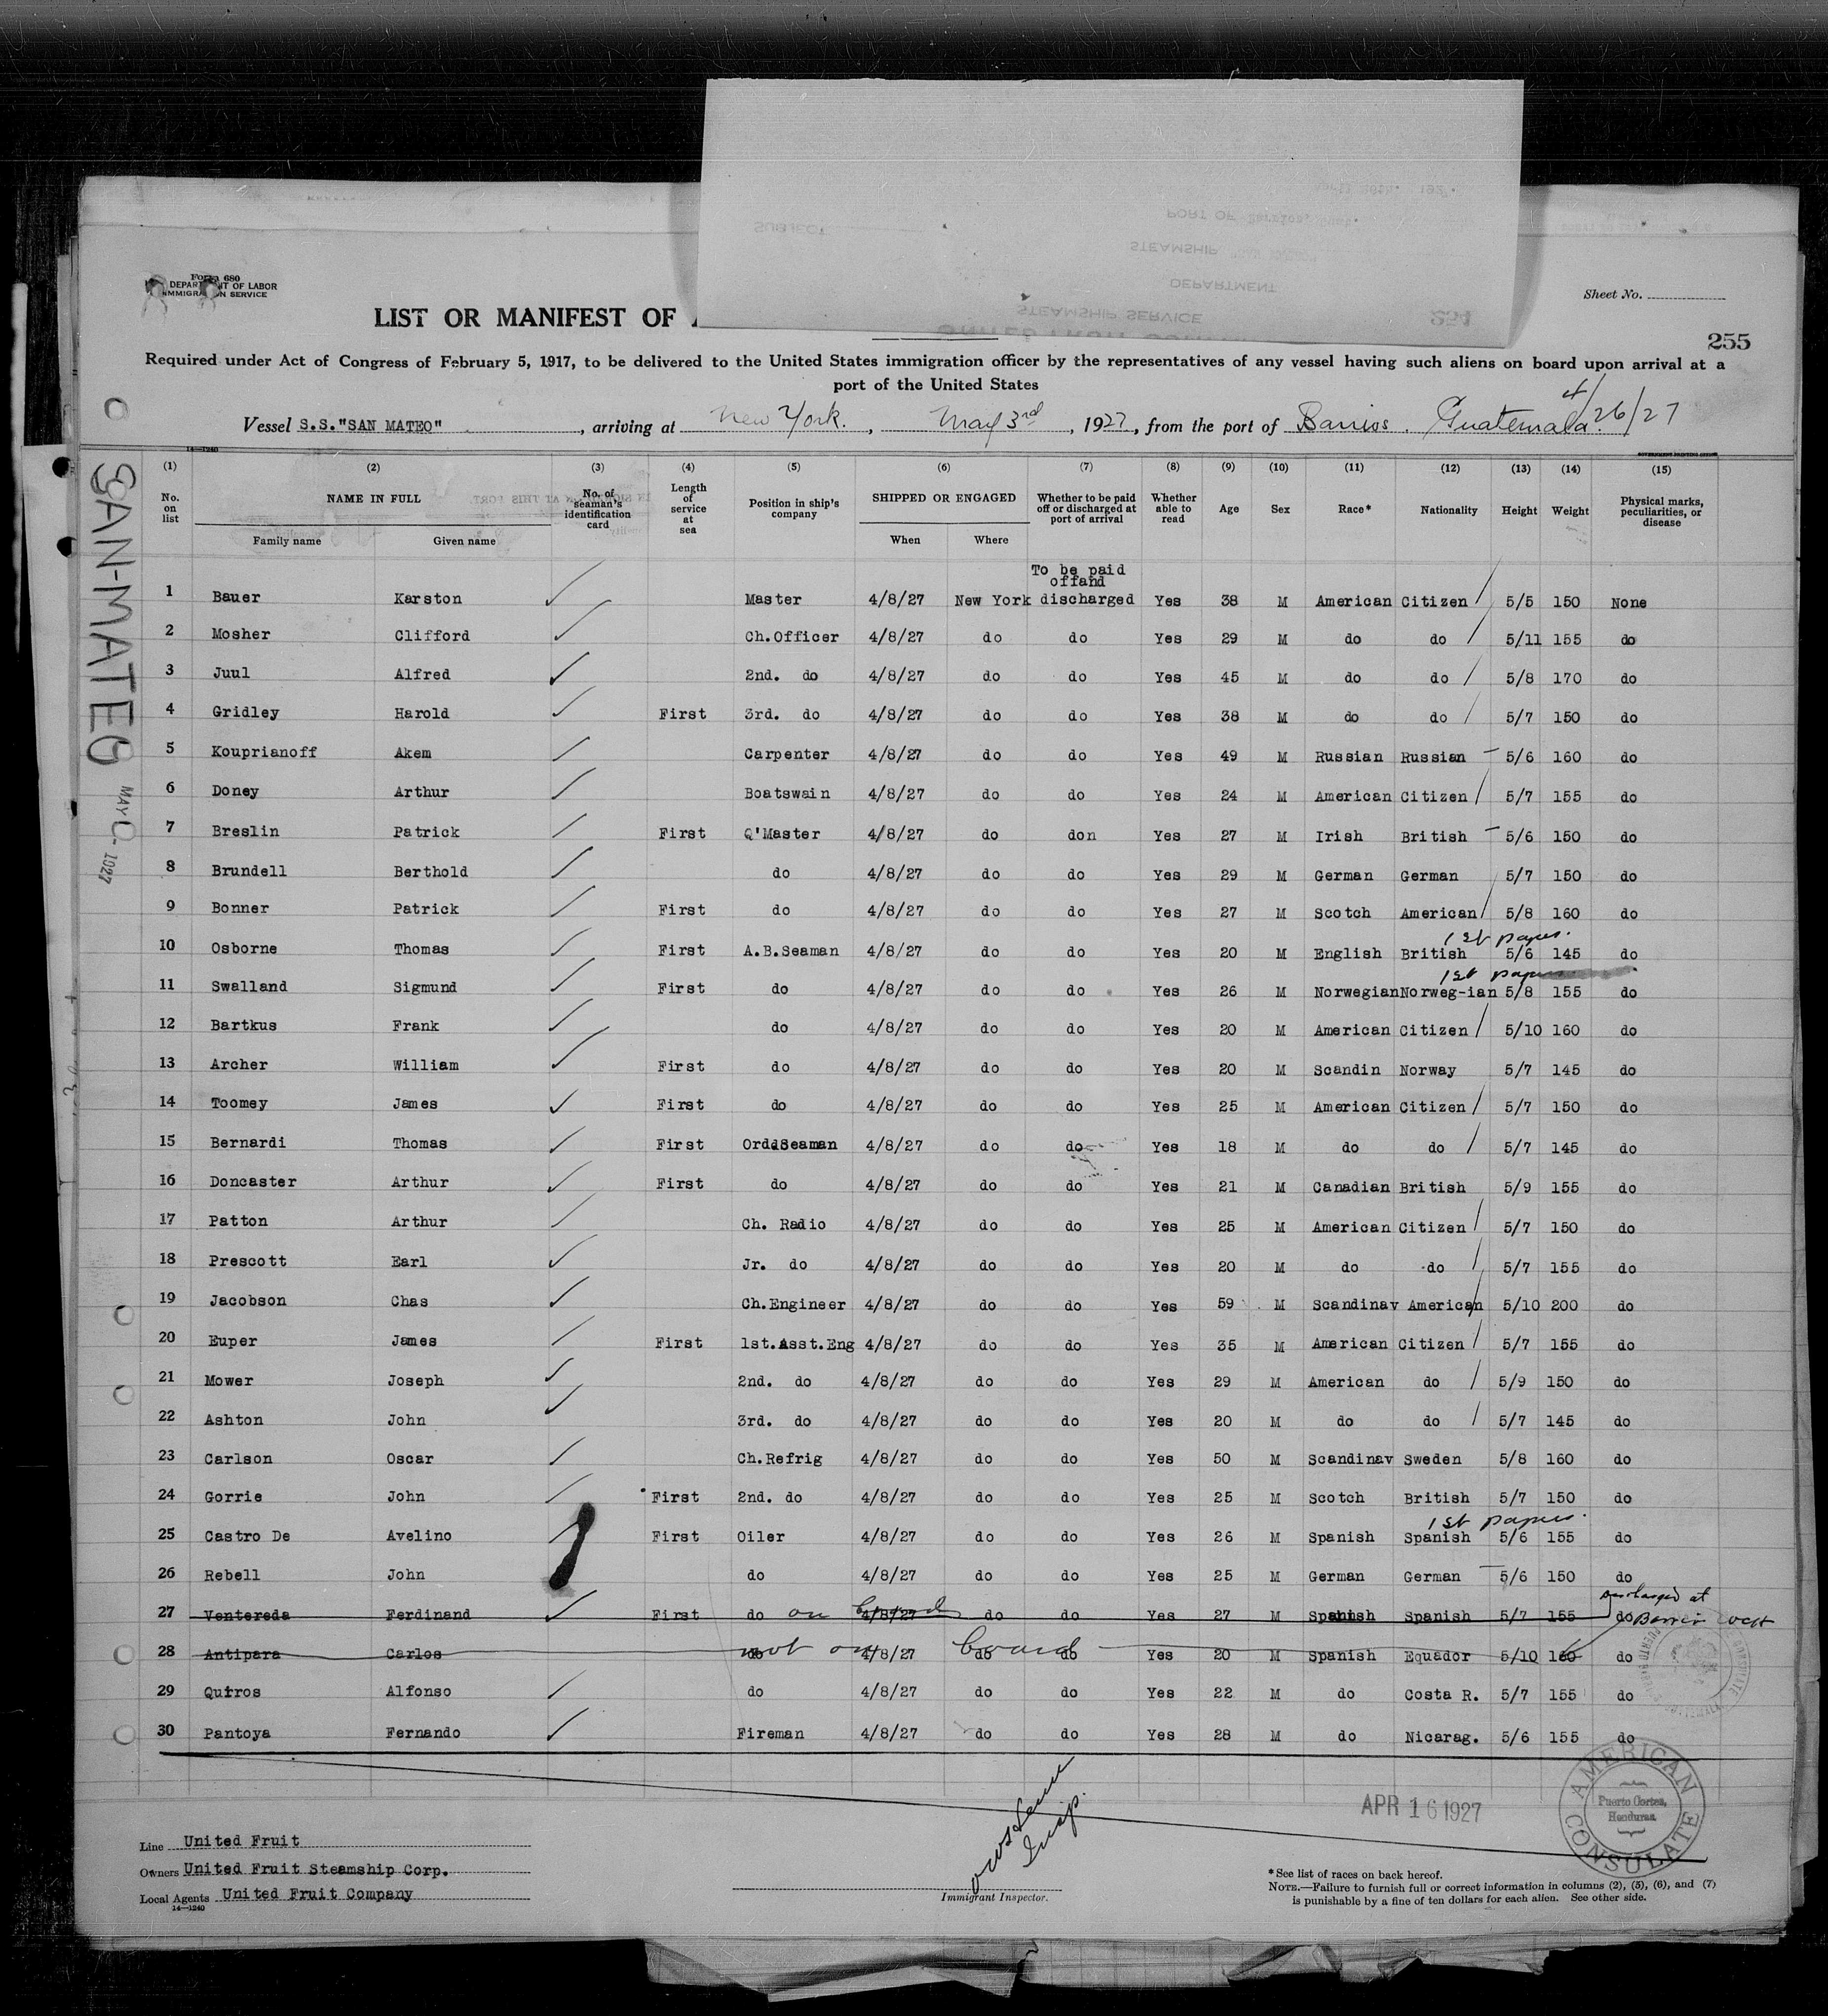 Form 680
DEPARTMENT OF LABOR
IMMIGRATION SERVICE
Sheet No.
LIST OR MANIFEST OF
255
Required under Act of Congress of February 5, 1917, to be delivered to the United States immigration officer by the representatives of any vessel having such aliens on board upon arrival at a
port of the United States
Vessel S.S."SAN MATEO", arriving at New York., May 3rd, 1927, from the port of Barrios. Guatemala. 4/26/27
14—1240
GOVERNMENT PRINTING OFFICE
SAN-MATEO
MAY - 1927
(1) (2) (3) (4) (5) (6) (7) (8) (9) (10) (11) (12) (13) (14) (15)
No. on list NAME IN FULL No. of seaman's identification card Length of service at sea Position in ship's company SHIPPED OR ENGAGED Whether to be paid off or discharged at port of arrival Whether able to read Age Sex Race* Nationality Height Weight Physical marks, peculiarities, or disease
Family name Given name When Where
To be paid
offand
1 Bauer Karston Master 4/8/27 New York discharged Yes 38 M American Citizen 5/5 150 None
2 Mosher Clifford Ch.Officer 4/8/27 do do Yes 29 M do do 5/11 155 do
3 Juul Alfred 2nd. do 4/8/27 do do Yes 45 M do do 5/8 170 do
4 Gridley Harold First 3rd. do 4/8/27 do do Yes 38 M do do 5/7 150 do
5 Kouprianoff Akem Carpenter 4/8/27 do do Yes 49 M Russian Russian 5/6 160 do
6 Doney Arthur Boatswain 4/8/27 do do Yes 24 M American Citizen 5/7 155 do
7 Breslin Patrick First Q'Master 4/8/27 do don Yes 27 M Irish British 5/6 150 do
8 Brundell Berthold do 4/8/27 do do Yes 29 M German German 5/7 150 do
9 Bonner Patrick First do 4/8/27 do do Yes 27 M Scotch American 5/8 160 do
1st papers.
10 Osborne Thomas First A.B.Seaman 4/8/27 do do Yes 20 M English British 5/6 145 do
1st papers
11 Swalland Sigmund First do 4/8/27 do do Yes 26 M Norwegian Norweg-ian 5/8 155 do
12 Bartkus Frank do 4/8/27 do do Yes 20 M American Citizen 5/10 160 do
13 Archer William First do 4/8/27 do do Yes 20 M Scandin Norway 5/7 145 do
14 Toomey James First do 4/8/27 do do Yes 25 M American Citizen 5/7 150 do
15 Bernardi Thomas First OrddSeaman 4/8/27 do do Yes 18 M do do 5/7 145 do
16 Doncaster Arthur First do 4/8/27 do do Yes 21 M Canadian British 5/9 155 do
17 Patton Arthur Ch. Radio 4/8/27 do do Yes 25 M American Citizen 5/7 150 do
18 Prescott Earl Jr. do 4/8/27 do do Yes 20 M do do 5/7 155 do
19 Jacobson Chas Ch.Engineer 4/8/27 do do Yes 59 M Scandinav American 5/10 200 do
20 Euper James First 1st.Asst.Eng 4/8/27 do do Yes 35 M American Citizen 5/7 155 do
21 Mower Joseph 2nd. do 4/8/27 do do Yes 29 M American do 5/9 150 do
22 Ashton John 3rd. do 4/8/27 do do Yes 20 M do do 5/7 145 do
23 Carlson Oscar Ch.Refrig 4/8/27 do do Yes 50 M Scandinav Sweden 5/8 160 do
24 Gorrie John First 2nd. do 4/8/27 do do Yes 25 M Scotch British 5/7 150 do
1st papers.
25 Castro De Avelino First Oiler 4/8/27 do do Yes 26 M Spanish Spanish 5/6 155 do
26 Rebell John do 4/8/27 do do Yes 25 M German German 5/6 150 do
discharged at
27 Ventereda Ferdinand First do on board 4/8/27 do do Yes 27 M Spanish Spanish 5/7 155 do Barrios
28 Antipara Carlos do not on board 4/8/27 do do Yes 20 M Spanish Equador 5/10 160 do
29 Quiros Alfonso do 4/8/27 do do Yes 22 M do Costa R. 5/7 155 do
30 Pantoya Fernando Fireman 4/8/27 do do Yes 28 M do Nicarag. 5/6 155 do
APR 16 1927
AMERICAN CONSULATE
Puerto Cortes,
Honduras.
Line United Fruit
Owners United Fruit Steamship Corp.
Local Agents United Fruit Company
14—1240
Insp.
Immigrant Inspector.
*See list of races on back hereof.
NOTE.—Failure to furnish full or correct information in columns (2), (5), (6), and (7)
is punishable by a fine of ten dollars for each alien. See other side.